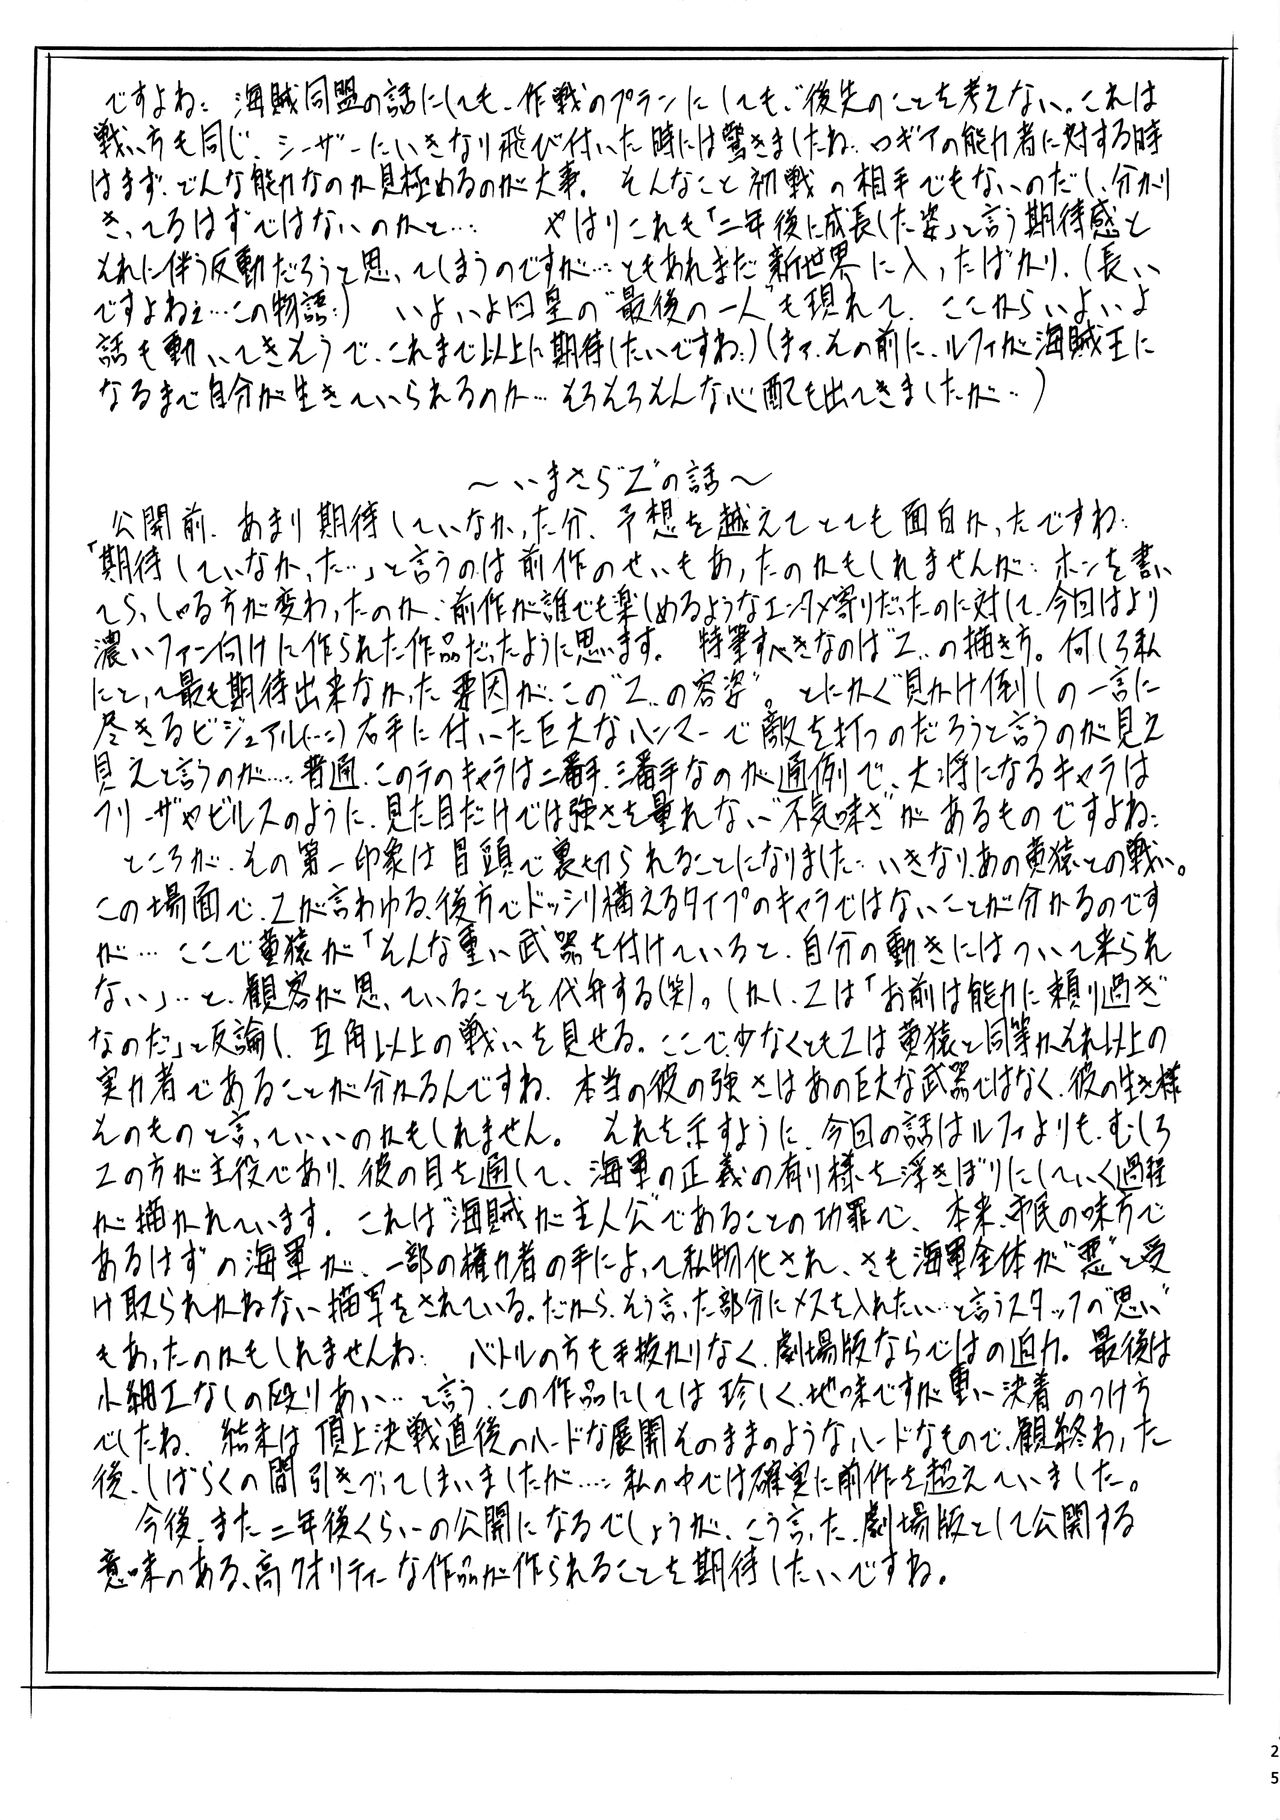 ですよね… 海賊同盟の話にしても、作戦のプランにしても、後先のことを考えない。これは
戦い方も同じ、シーザーにいきなり飛び付いた時には驚きましたね… ロギアの能力者に対する時
はまず、どんな能力なのか見極めるのが大事。 そんなこと初戦の相手でもないのだし、分かり
きってるはずではないのかと…… やはりこれも「二年後に成長した姿」と言う期待感と
それに伴う反動だろうと思ってしまうのですが…ともあれまだ新世界に入ったばかり、(長い
ですよねェ…この物語…) いよいよ四皇の“最後の一人”も現れて、ここからいよいよ
話も動いてきそうで、これまで以上に期待したいですね…)(まァ、その前に、ルフィが海賊王に
なるまで自分が生きていられるのか…そろそろそんな心配も出てきましたが…)
～いまさら“Z”の話～
公開前、あまり期待していなかった分、予想を越えてとても面白かったですね…
「期待していなかった…」と言うのは前作のせいもあったのかもしれませんが… ホンを書い
てらっしゃる方が変わったのか、前作が誰でも楽しめるようなエンタメ寄りだったのに対して、今回はより
濃いファン向けに作られた作品だったように思います。 特筆すべきなのは“Z”の描き方。何しろ私
にとって最も期待出来なかった要因が、この“Z”の容姿。とにかく“見かけ倒し”の一言に
尽きるビジュアル(…) 右手に付いた巨大なハンマーで敵を打つのだろうと言うのが見え
見えと言うのが…… 普通、このテのキャラは二番手、三番手なのが通例で、大将になるキャラは
フリーザやビルスのように、見た目だけでは強さを量れない“不気味さ”があるものですよね…
ところが、その第一印象は冒頭で裏切られることになりました… いきなり、あの黄猿との戦い。
この場面で、Zが言わゆる、後方でドッシリ構えるタイプのキャラではないことが分かるのです
が… ここで黄猿が「そんな重い武器を付けていると、自分の動きにはついて来られ
ない」…と、観客が思っていることを代弁する(笑)。しかし、Zは「お前は能力に頼り過ぎ
なのだ」と反論し、互角以上の戦いを見せる。ここで、少なくともZは黄猿と同等かそれ以上の
実力者であることが分かるんですね、本当の彼の強さはあの巨大な武器ではなく、彼の生き様
そのものと言っていいのかもしれません。 それを示すように、今回の話はルフィよりも、むしろ
Zの方が主役であり、彼の目を通して、海軍の正義の有り様を浮きぼりにしていく過程
が描かれています。これは“海賊が主人公”であることの功罪で、本来、市民の味方で
あるはずの海軍が、一部の権力者の手によって私物化され、さも海軍全体が“悪”と受
け取られかねない描写をされている。だから、そう言った部分にメスを入れたい…と言うスタッフの“思い”
もあったのかもしれませんね… バトルの方も手抜かりなく、劇場版ならではの迫力。最後は
小細工なしの殴りあい…と言う、この作品にしては珍しく、地味ですが重い決着のつけ方
でしたね、結末は頂上決戦直後のハードな展開そのままのようなハードなもので、観終わった
後、しばらくの間引きづってしまいましたが…… 私の中では確実に前作を超えていました。
今後、また二年後くらいの公開になるでしょうが、こう言った、劇場版として公開する
意味のある、高クオリティーな作品が作られることを期待したいですね。
25